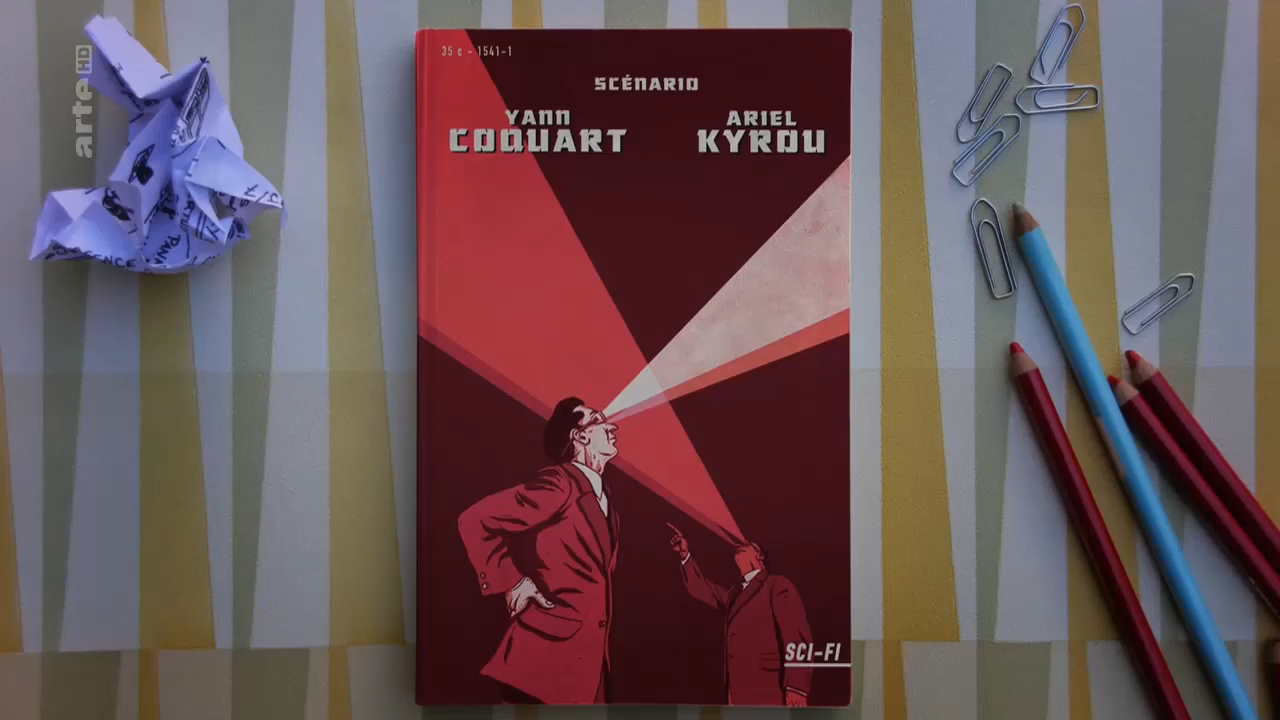 arte HD
35 c - 1541-1
SCÉNARIO
YANN
COQUART
ARIEL
KYROU
SCI-FI